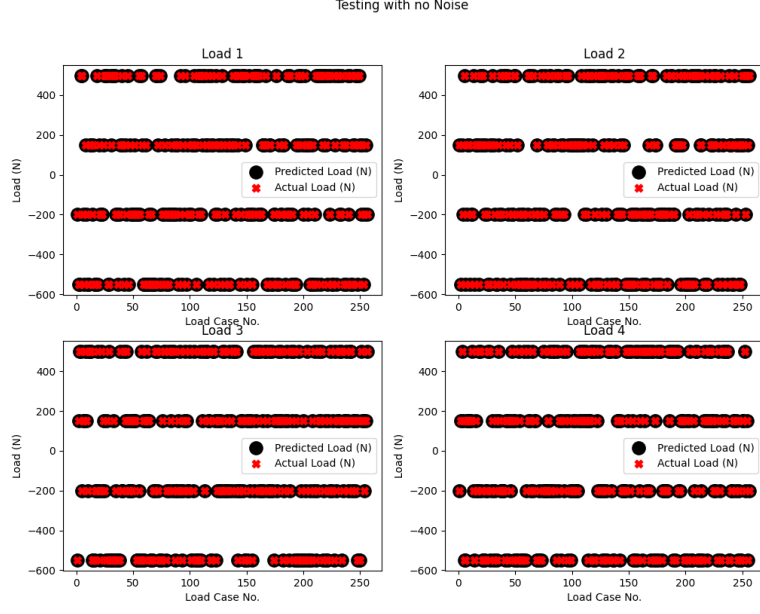 Testing with no Noise
Load 1
Load 2
Load (N)
400
200
0
−200
−400
−600
Predicted Load (N)
Actual Load (N)
0 50 100 150 200 250
Load Case No.
Load (N)
400
200
0
−200
−400
−600
Predicted Load (N)
Actual Load (N)
0 50 100 150 200 250
Load Case No.
Load 3
Load 4
Load (N)
400
200
0
−200
−400
−600
Predicted Load (N)
Actual Load (N)
0 50 100 150 200 250
Load Case No.
Load (N)
400
200
0
−200
−400
−600
Predicted Load (N)
Actual Load (N)
0 50 100 150 200 250
Load Case No.